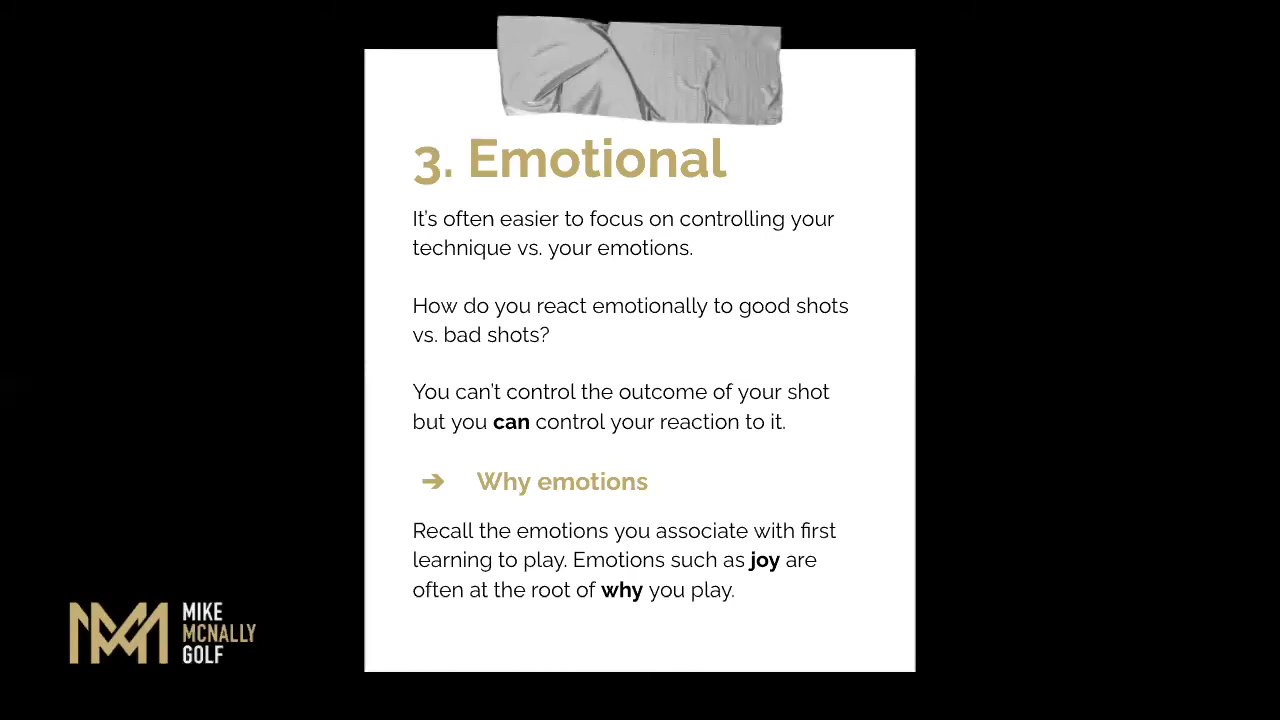 3. Emotional
It's often easier to focus on controlling your
technique vs. your emotions.
How do you react emotionally to good shots
vs. bad shots?
You can't control the outcome of your shot
but you can control your reaction to it.
➔ Why emotions
Recall the emotions you associate with first
learning to play. Emotions such as joy are
often at the root of why you play.
MIKE
MCNALLY
GOLF